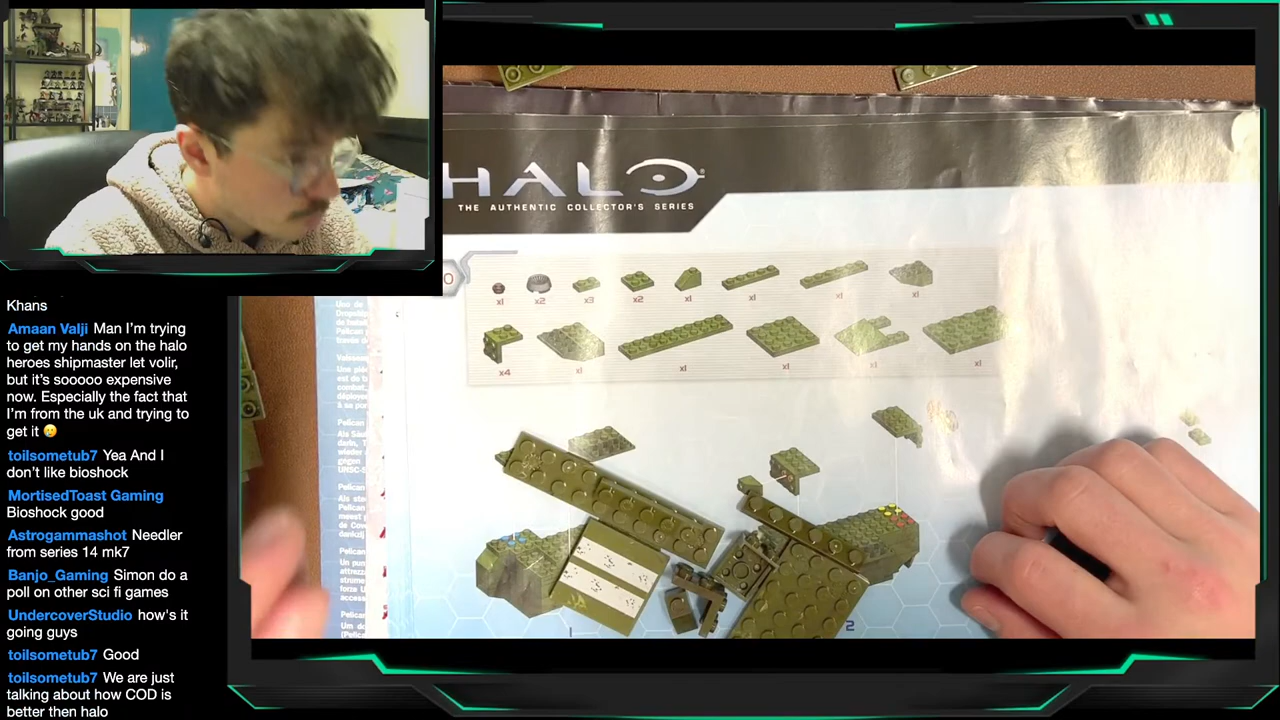 Khans
Amaan Valji Man I'm trying
to get my hands on the halo
heroes shipmaster let volir,
but it's sooooo expensive
now. Especially the fact that
I'm from the uk and trying to
get it 🥲
toilsometub7 Yea And I
don't like bioshock
MortisedToast Gaming
Bioshock good
Astrogammashot Needler
from series 14 mk7
Banjo_Gaming Simon do a
poll on other sci fi games
UndercoverStudio how's it
going guys
toilsometub7 Good
toilsometub7 We are just
talking about how COD is
better then halo
HALO®
THE AUTHENTIC COLLECTOR'S SERIES
0
x1 x2 x3 x2 x1 x1 x1 x1
x4 x1 x1 x1 x1 x1
1 2